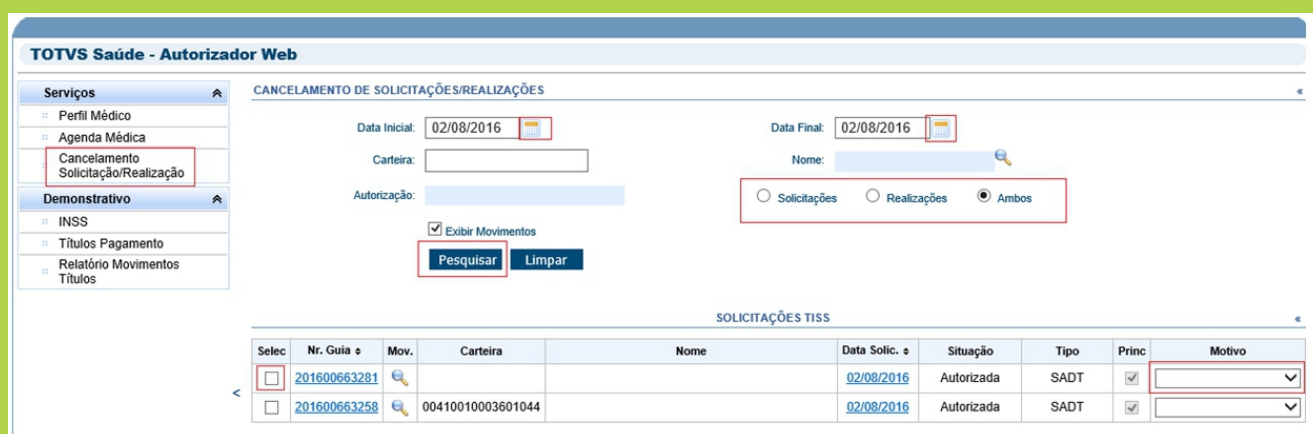 TOTVS Saúde - Autorizador Web
Serviços
Perfil Médico
Agenda Médica
Cancelamento
Solicitação/Realização
Demonstrativo
INSS
Títulos Pagamento
Relatório Movimentos
Títulos
CANCELAMENTO DE SOLICITAÇÕES/REALIZAÇÕES
Data Inicial: 02/08/2016 Data Final: 02/08/2016
Carteira: Nome:
Autorização: Solicitações Realizações Ambos
Exibir Movimentos
Pesquisar Limpar
SOLICITAÇÕES TISS
Selec Nr. Guia Mov. Carteira Nome Data Solic. Situação Tipo Princ Motivo
201600663281 02/08/2016 Autorizada SADT
201600663258 00410010003601044 02/08/2016 Autorizada SADT